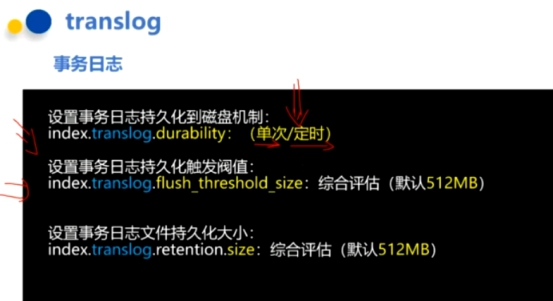 translog
事务日志
设置事务日志持久化到磁盘机制：
index.translog.durability：（单次/定时）
设置事务日志持久化触发阀值：
index.translog.flush_threshold_size：综合评估（默认512MB）
设置事务日志文件持久化大小：
index.translog.retention.size：综合评估（默认512MB）